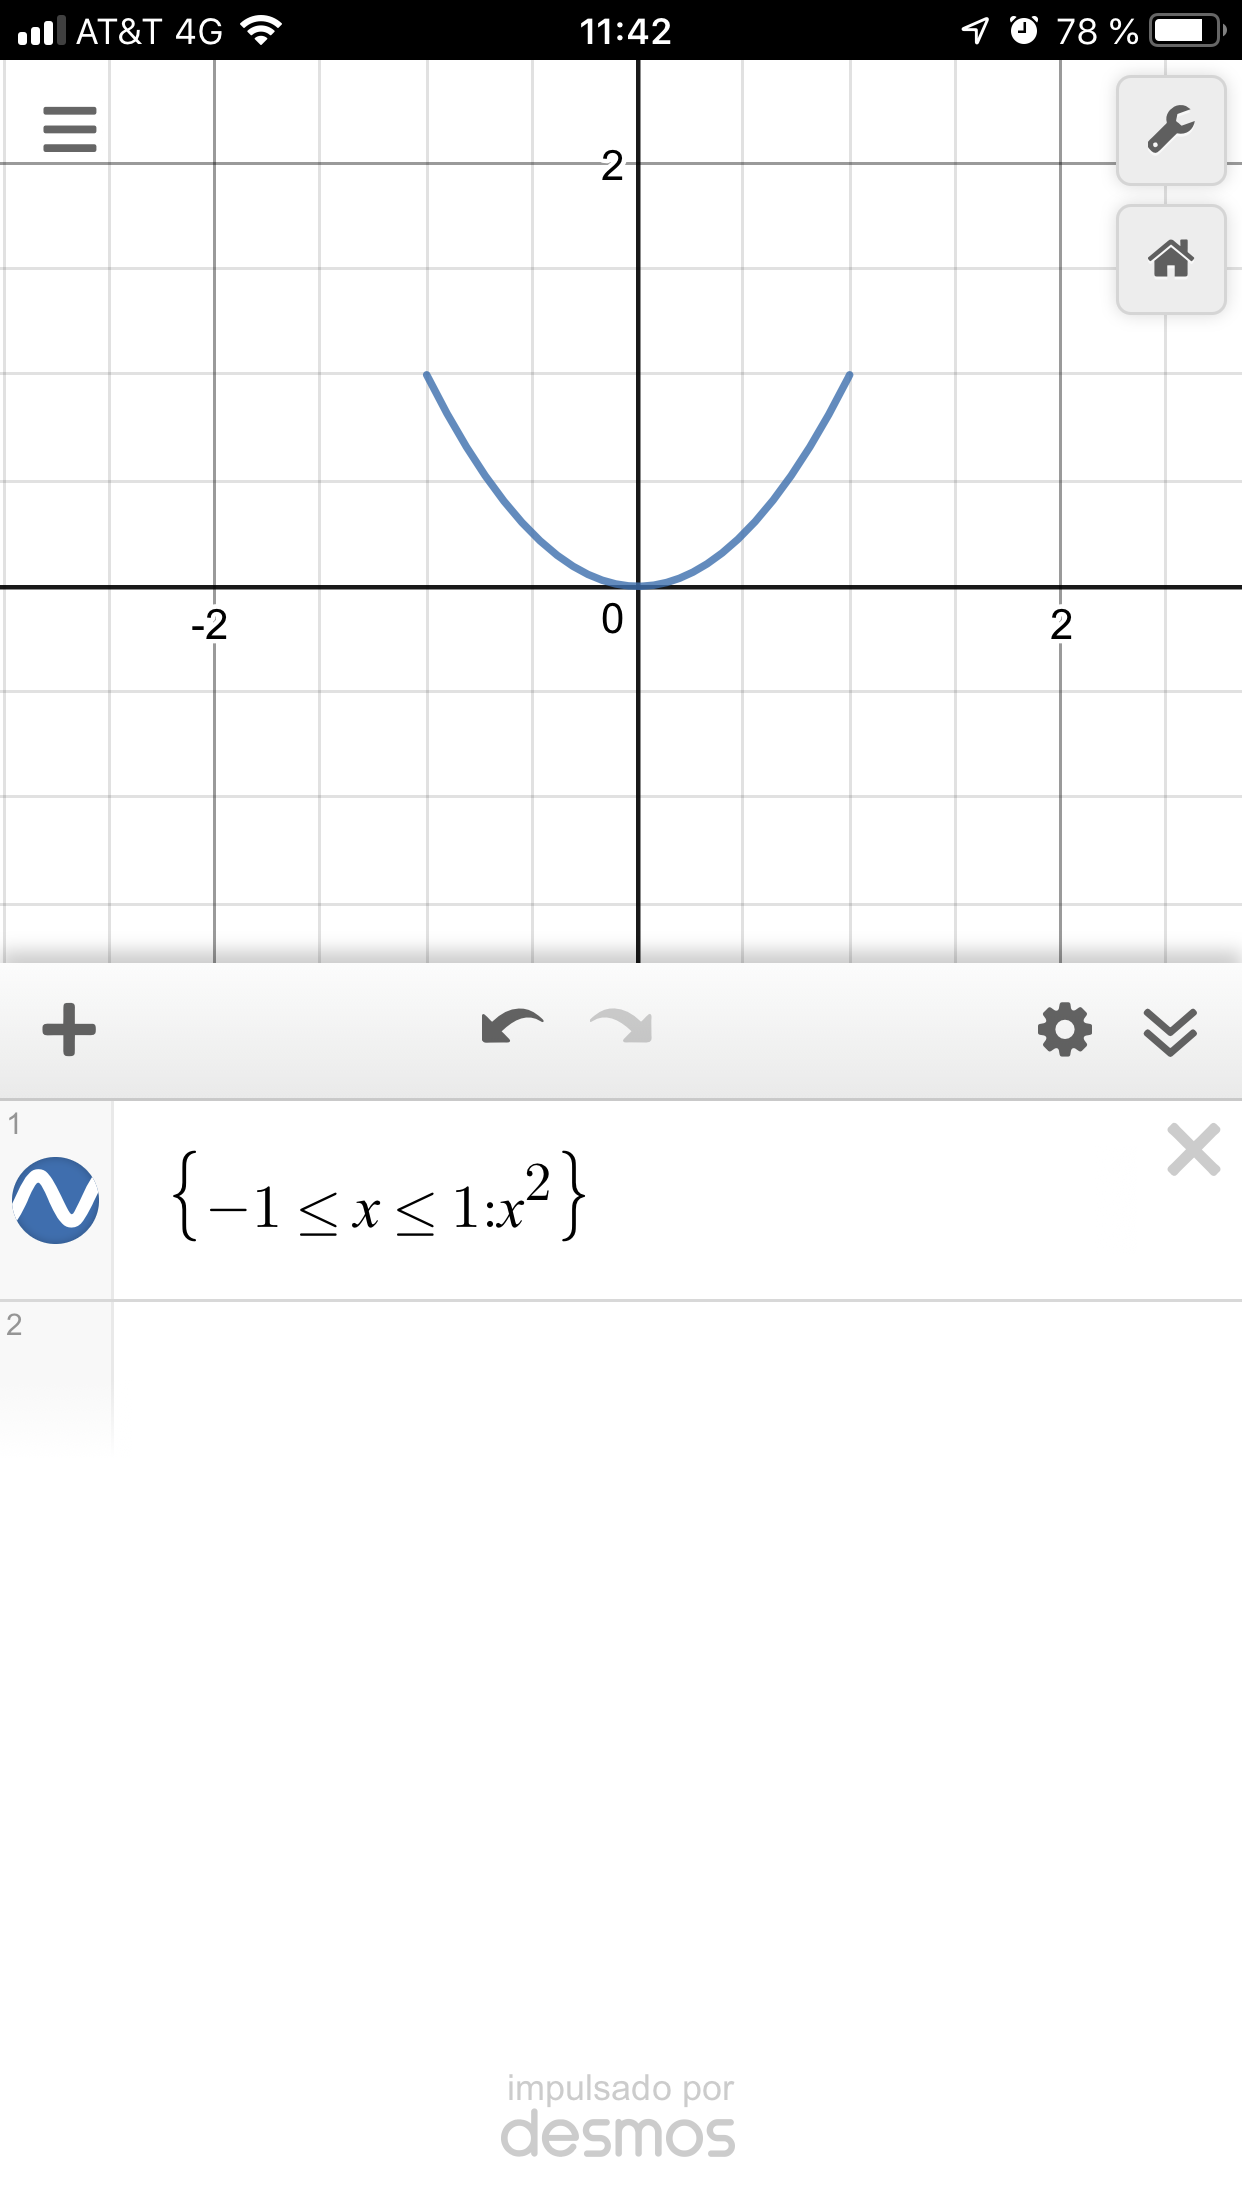 AT&T 4G 11:42 78 %
2
-2 0 2
1
{−1 ≤ x ≤ 1:x²}
2
impulsado por
desmos